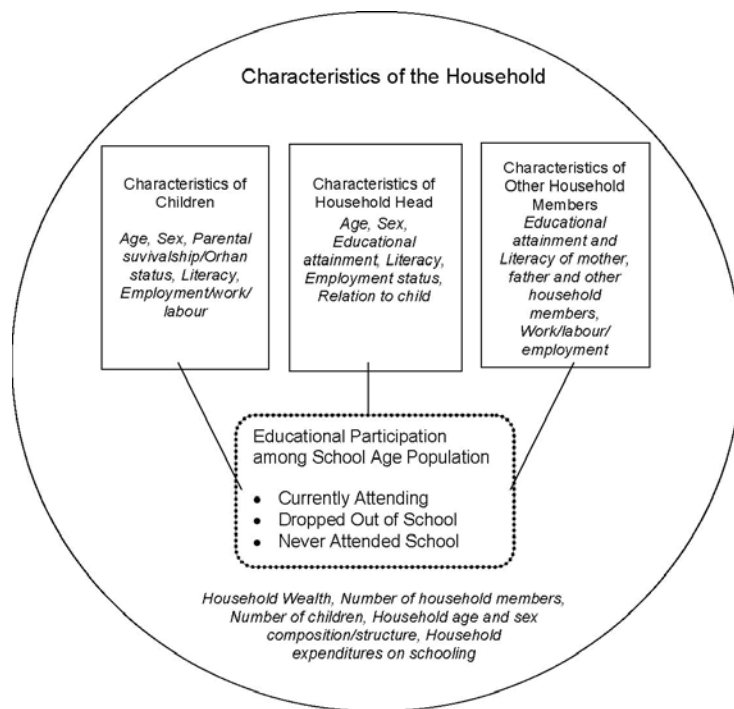 Characteristics of the Household
Characteristics of
Children
Age, Sex, Parental
suvivalship/Orhan
status, Literacy,
Employment/work/
labour
Characteristics of
Household Head
Age, Sex,
Educational
attainment, Literacy,
Employment status,
Relation to child
Characteristics of
Other Household
Members
Educational
attainment and
Literacy of mother,
father and other
household
members,
Work/labour/
employment
Educational Participation
among School Age Population
• Currently Attending
• Dropped Out of School
• Never Attended School
Household Wealth, Number of household members,
Number of children, Household age and sex
composition/structure, Household
expenditures on schooling